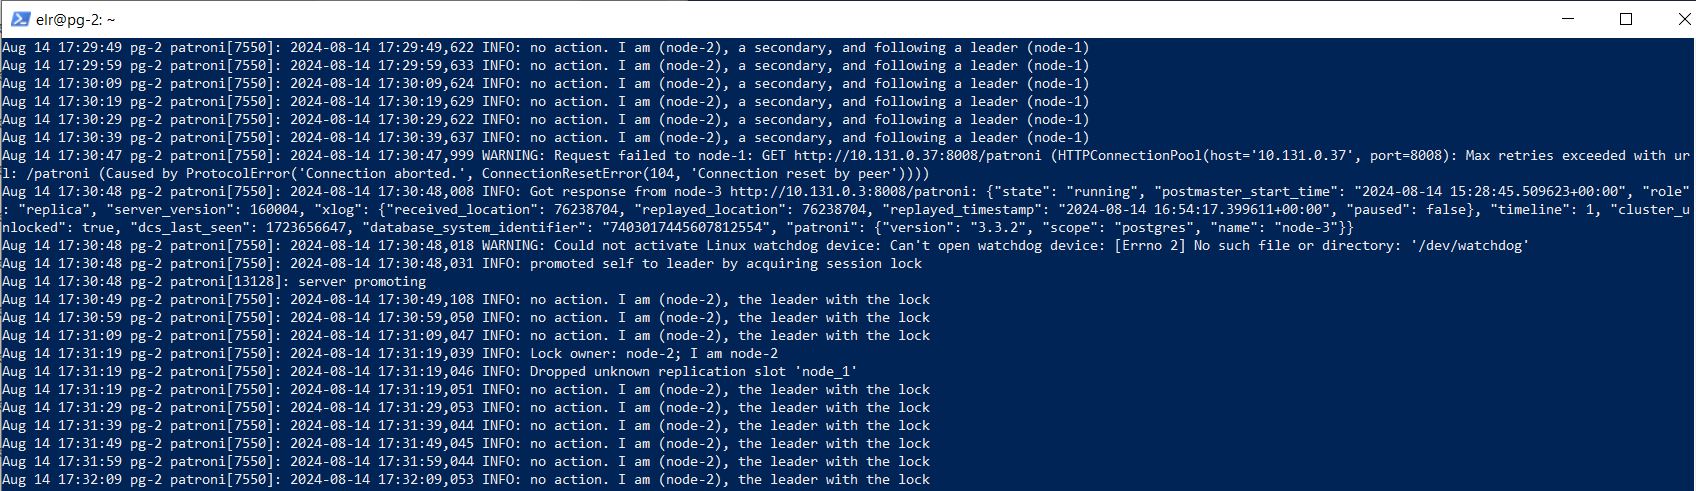 elr@pg-2: ~
Aug 14 17:29:49 pg-2 patroni[7550]: 2024-08-14 17:29:49,622 INFO: no action. I am (node-2), a secondary, and following a leader (node-1)
Aug 14 17:29:59 pg-2 patroni[7550]: 2024-08-14 17:29:59,633 INFO: no action. I am (node-2), a secondary, and following a leader (node-1)
Aug 14 17:30:09 pg-2 patroni[7550]: 2024-08-14 17:30:09,624 INFO: no action. I am (node-2), a secondary, and following a leader (node-1)
Aug 14 17:30:19 pg-2 patroni[7550]: 2024-08-14 17:30:19,629 INFO: no action. I am (node-2), a secondary, and following a leader (node-1)
Aug 14 17:30:29 pg-2 patroni[7550]: 2024-08-14 17:30:29,622 INFO: no action. I am (node-2), a secondary, and following a leader (node-1)
Aug 14 17:30:39 pg-2 patroni[7550]: 2024-08-14 17:30:39,637 INFO: no action. I am (node-2), a secondary, and following a leader (node-1)
Aug 14 17:30:47 pg-2 patroni[7550]: 2024-08-14 17:30:47,999 WARNING: Request failed to node-1: GET http://10.131.0.37:8008/patroni (HTTPConnectionPool(host='10.131.0.37', port=8008): Max retries exceeded with ur
l: /patroni (Caused by ProtocolError('Connection aborted.', ConnectionResetError(104, 'Connection reset by peer'))))
Aug 14 17:30:48 pg-2 patroni[7550]: 2024-08-14 17:30:48,008 INFO: Got response from node-3 http://10.131.0.3:8008/patroni: {"state": "running", "postmaster_start_time": "2024-08-14 15:28:45.509623+00:00", "role"
: "replica", "server_version": 160004, "xlog": {"received_location": 76238704, "replayed_location": 76238704, "replayed_timestamp": "2024-08-14 16:54:17.399611+00:00", "paused": false}, "timeline": 1, "cluster_u
nlocked": true, "dcs_last_seen": 1723656647, "database_system_identifier": "7403017445607812554", "patroni": {"version": "3.3.2", "scope": "postgres", "name": "node-3"}}
Aug 14 17:30:48 pg-2 patroni[7550]: 2024-08-14 17:30:48,018 WARNING: Could not activate Linux watchdog device: Can't open watchdog device: [Errno 2] No such file or directory: '/dev/watchdog'
Aug 14 17:30:48 pg-2 patroni[7550]: 2024-08-14 17:30:48,031 INFO: promoted self to leader by acquiring session lock
Aug 14 17:30:48 pg-2 patroni[13128]: server promoting
Aug 14 17:30:49 pg-2 patroni[7550]: 2024-08-14 17:30:49,108 INFO: no action. I am (node-2), the leader with the lock
Aug 14 17:30:59 pg-2 patroni[7550]: 2024-08-14 17:30:59,050 INFO: no action. I am (node-2), the leader with the lock
Aug 14 17:31:09 pg-2 patroni[7550]: 2024-08-14 17:31:09,047 INFO: no action. I am (node-2), the leader with the lock
Aug 14 17:31:19 pg-2 patroni[7550]: 2024-08-14 17:31:19,039 INFO: Lock owner: node-2; I am node-2
Aug 14 17:31:19 pg-2 patroni[7550]: 2024-08-14 17:31:19,046 INFO: Dropped unknown replication slot 'node_1'
Aug 14 17:31:19 pg-2 patroni[7550]: 2024-08-14 17:31:19,051 INFO: no action. I am (node-2), the leader with the lock
Aug 14 17:31:29 pg-2 patroni[7550]: 2024-08-14 17:31:29,053 INFO: no action. I am (node-2), the leader with the lock
Aug 14 17:31:39 pg-2 patroni[7550]: 2024-08-14 17:31:39,044 INFO: no action. I am (node-2), the leader with the lock
Aug 14 17:31:49 pg-2 patroni[7550]: 2024-08-14 17:31:49,045 INFO: no action. I am (node-2), the leader with the lock
Aug 14 17:31:59 pg-2 patroni[7550]: 2024-08-14 17:31:59,044 INFO: no action. I am (node-2), the leader with the lock
Aug 14 17:32:09 pg-2 patroni[7550]: 2024-08-14 17:32:09,053 INFO: no action. I am (node-2), the leader with the lock